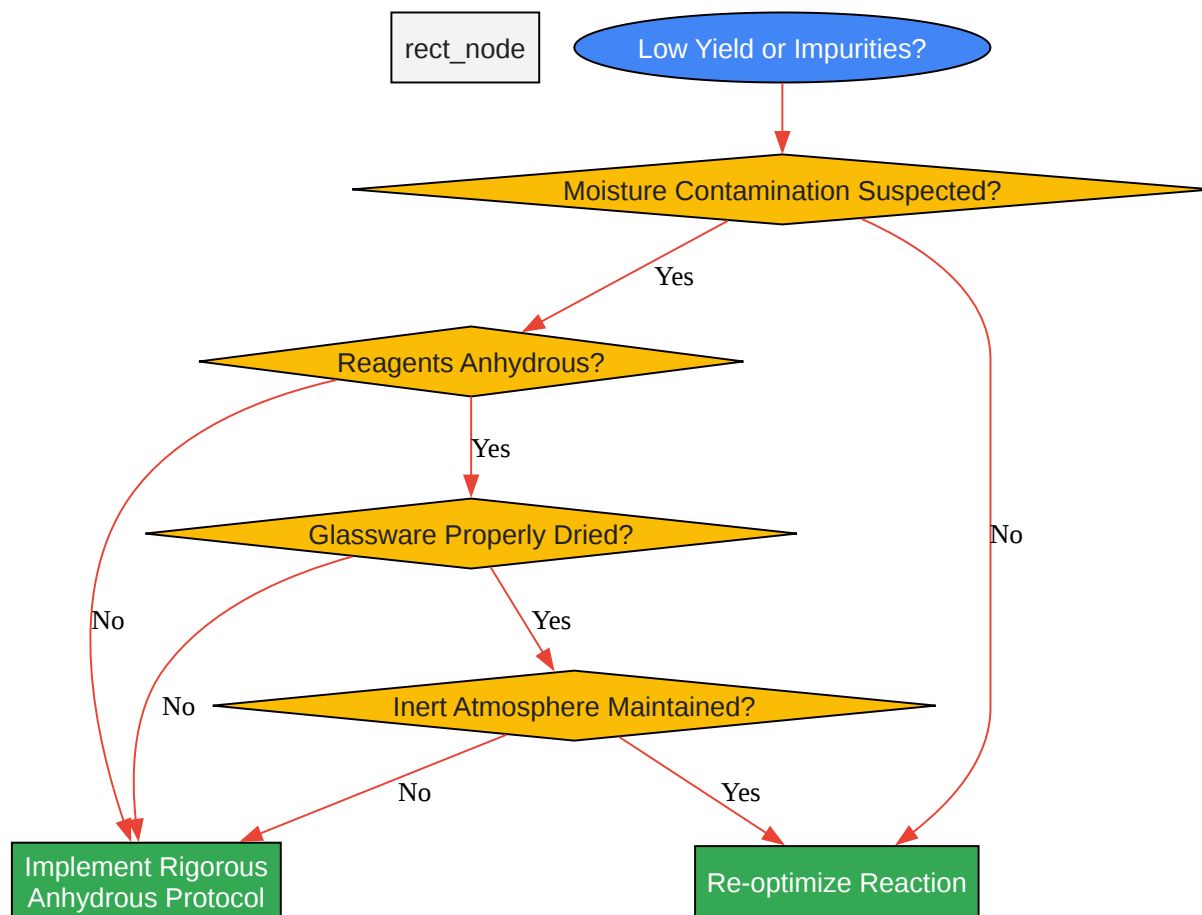 rect_node
Low Yield or Impurities?
Moisture Contamination Suspected?
Yes
Reagents Anhydrous?
Yes
Glassware Properly Dried?
No
No
Yes
No
Inert Atmosphere Maintained?
No
Yes
Implement Rigorous
Anhydrous Protocol
Re-optimize Reaction